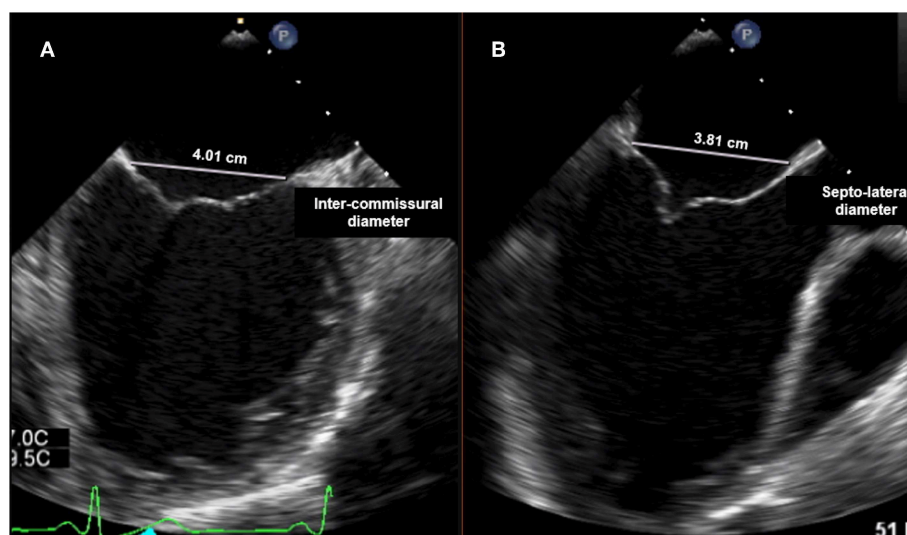 A
P
4.01 cm
Inter-commissural
diameter
7.0C
9.5C
B
P
3.81 cm
Septo-latera
diameter
51